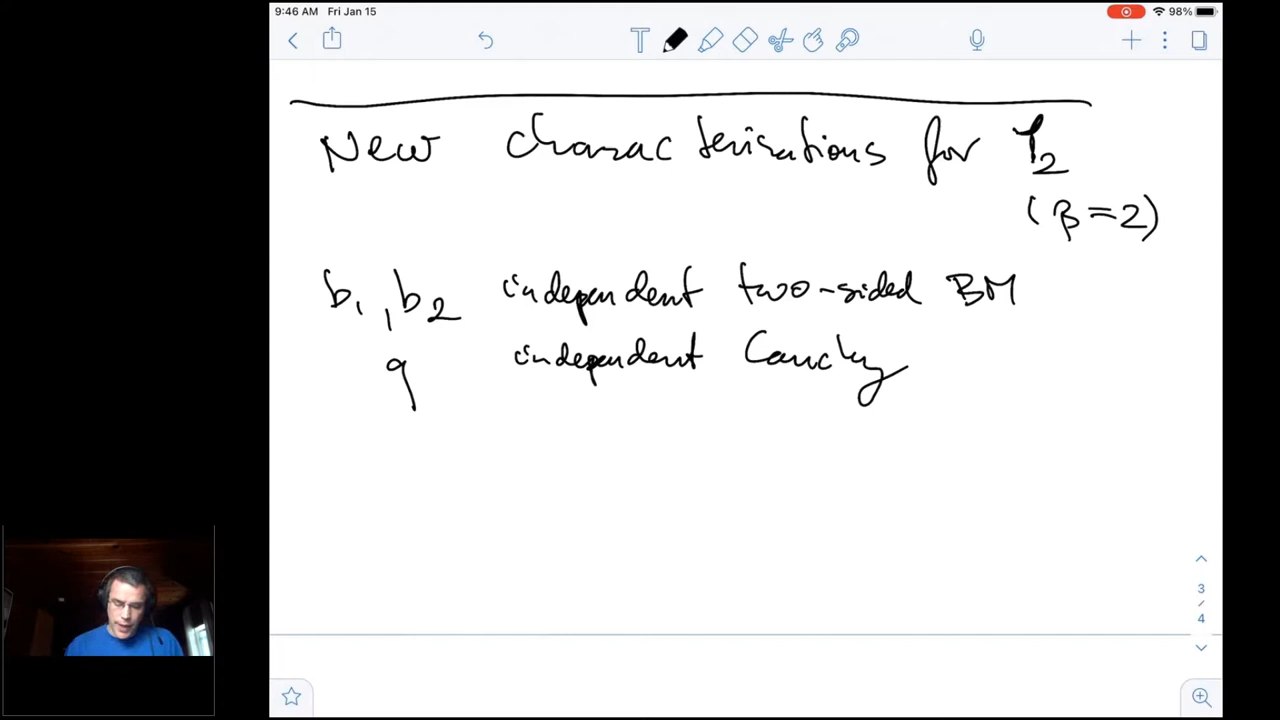 9:46 AM Fri Jan 15
98%
New characterisations for
(β=2)
b₁, b₂ independent two-sided BM
q independent Cauchy
3
/
4